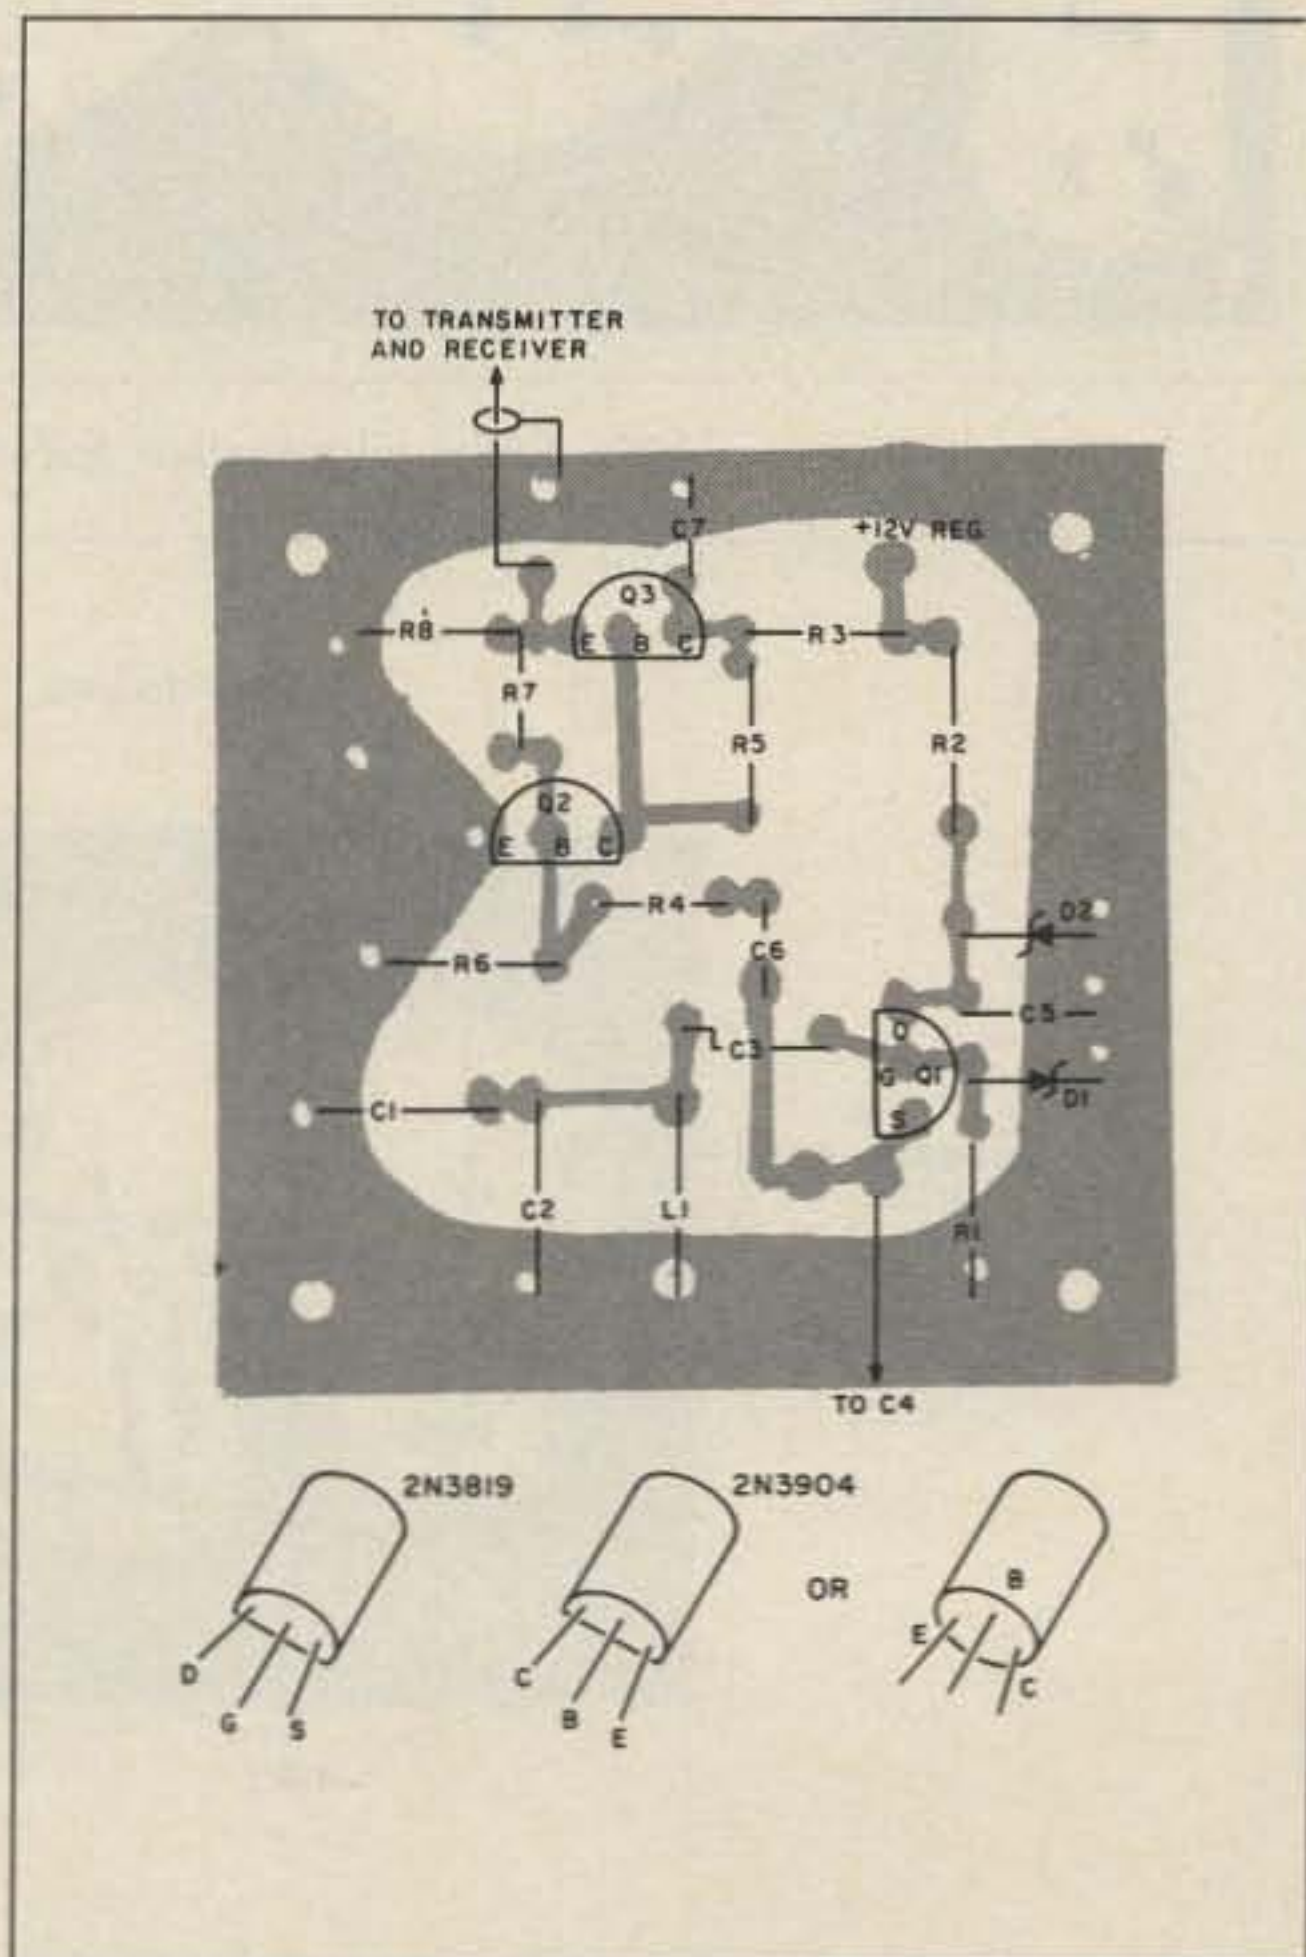 TO TRANSMITTER
AND RECEIVER
C7
+12V REG.
Q3
R8
E B C
R3
R7
R5
R2
Q2
E B C
R4
D2
C6
R6
C5
D
C3
G Q1
D1
C1
S
C2
L1
R1
TO C4
2N3819
2N3904
OR
B
E
D
C
C
G
S
B
E